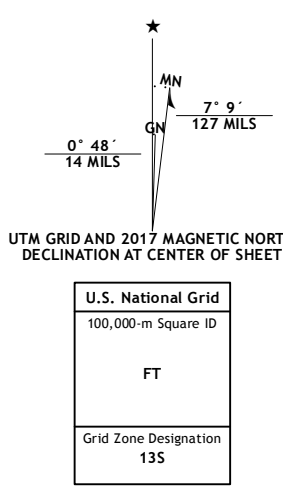 ★
MN
GN
7° 9´
127 MILS
0° 48´
14 MILS
UTM GRID AND 2017 MAGNETIC NORT
DECLINATION AT CENTER OF SHEET
U.S. National Grid
100,000-m Square ID
FT
Grid Zone Designation
13S